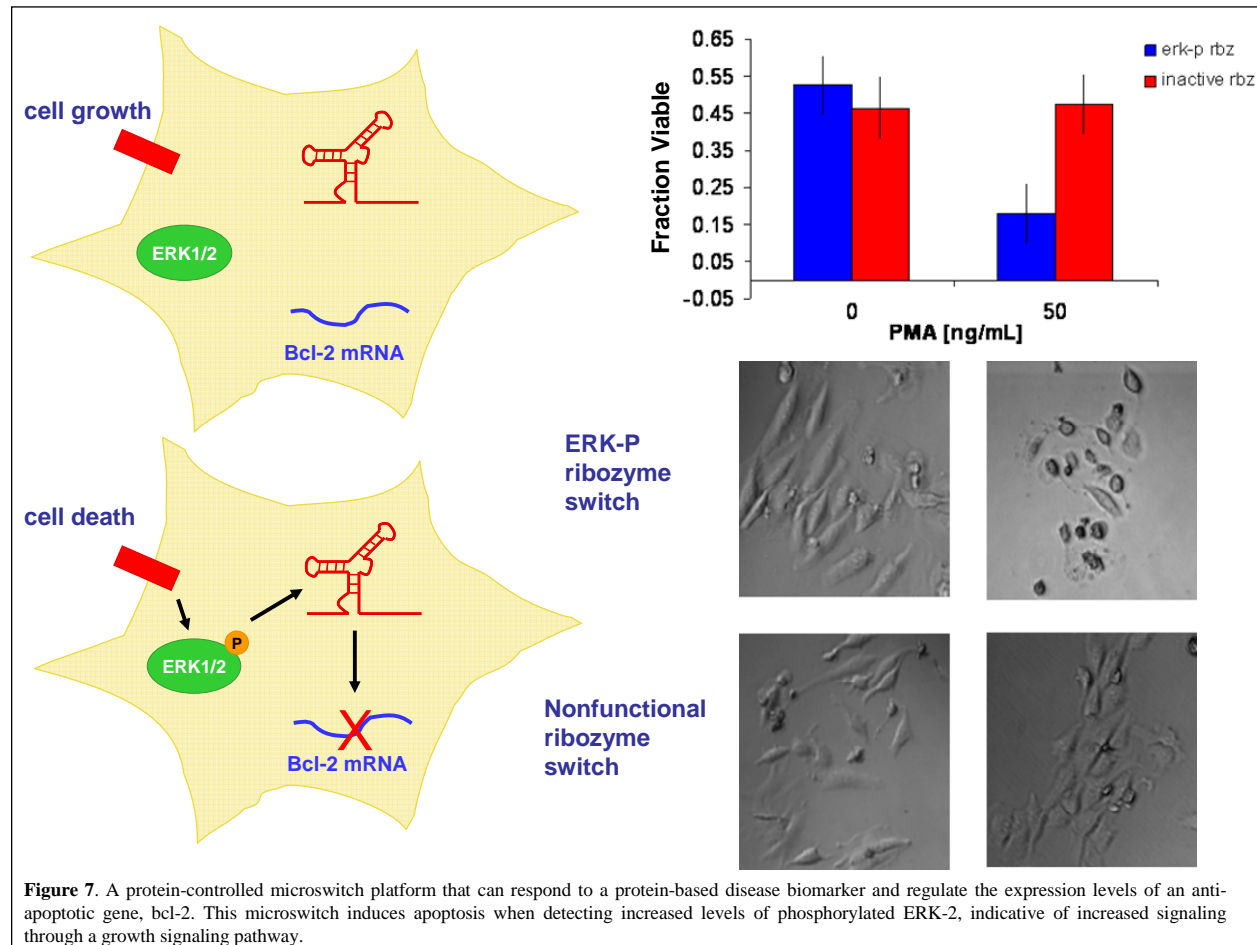 cell growth
ERK1/2
Bcl-2 mRNA
cell death
P
ERK1/2
X
Bcl-2 mRNA
0.65
0.55
0.45
0.35
0.25
0.15
0.05
-0.05
Fraction Viable
erk-p rbz
inactive rbz
0
50
PMA [ng/mL]
ERK-P
ribozyme
switch
Nonfunctional
ribozyme
switch
Figure 7. A protein-controlled microswitch platform that can respond to a protein-based disease biomarker and regulate the expression levels of an anti-
apoptotic gene, bcl-2. This microswitch induces apoptosis when detecting increased levels of phosphorylated ERK-2, indicative of increased signaling
through a growth signaling pathway.